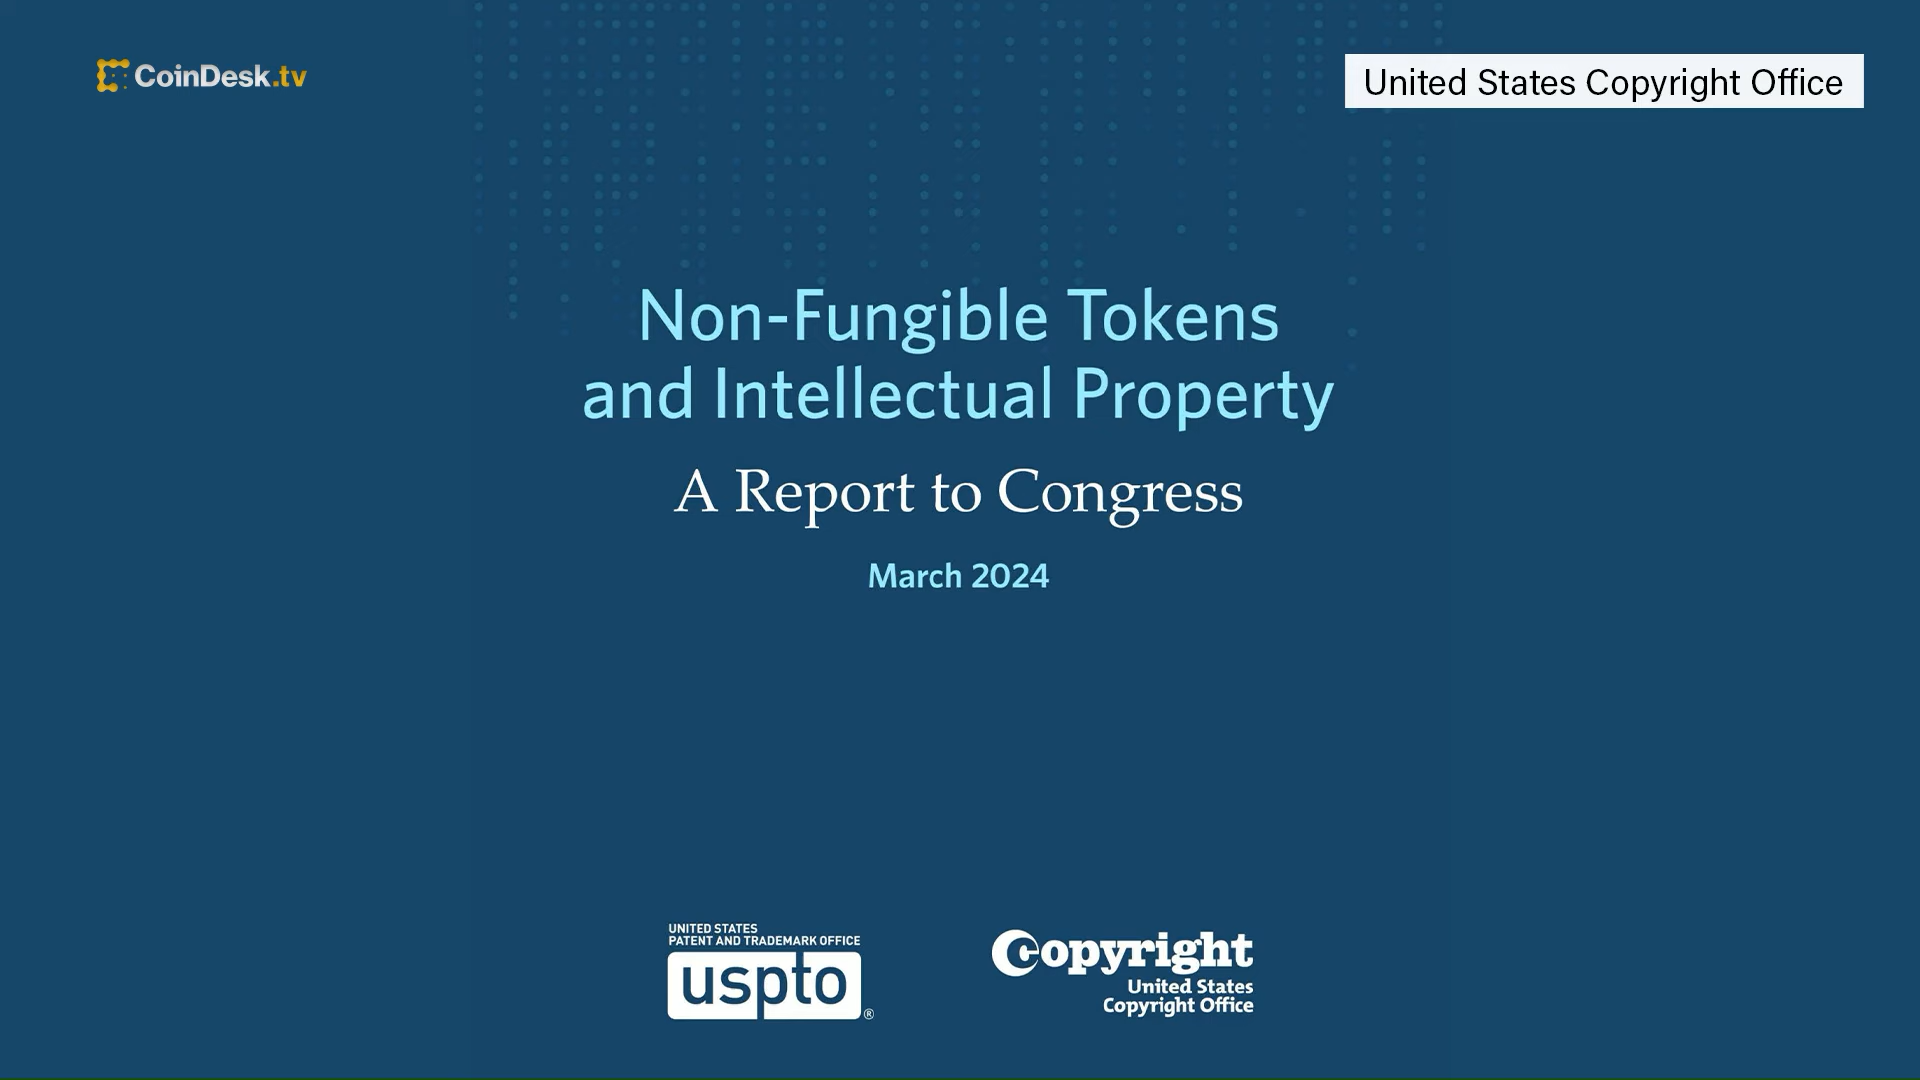 CoinDesk.tv
United States Copyright Office
Non-Fungible Tokens
and Intellectual Property
A Report to Congress
March 2024
UNITED STATES
PATENT AND TRADEMARK OFFICE
uspto®
Copyright
United States
Copyright Office